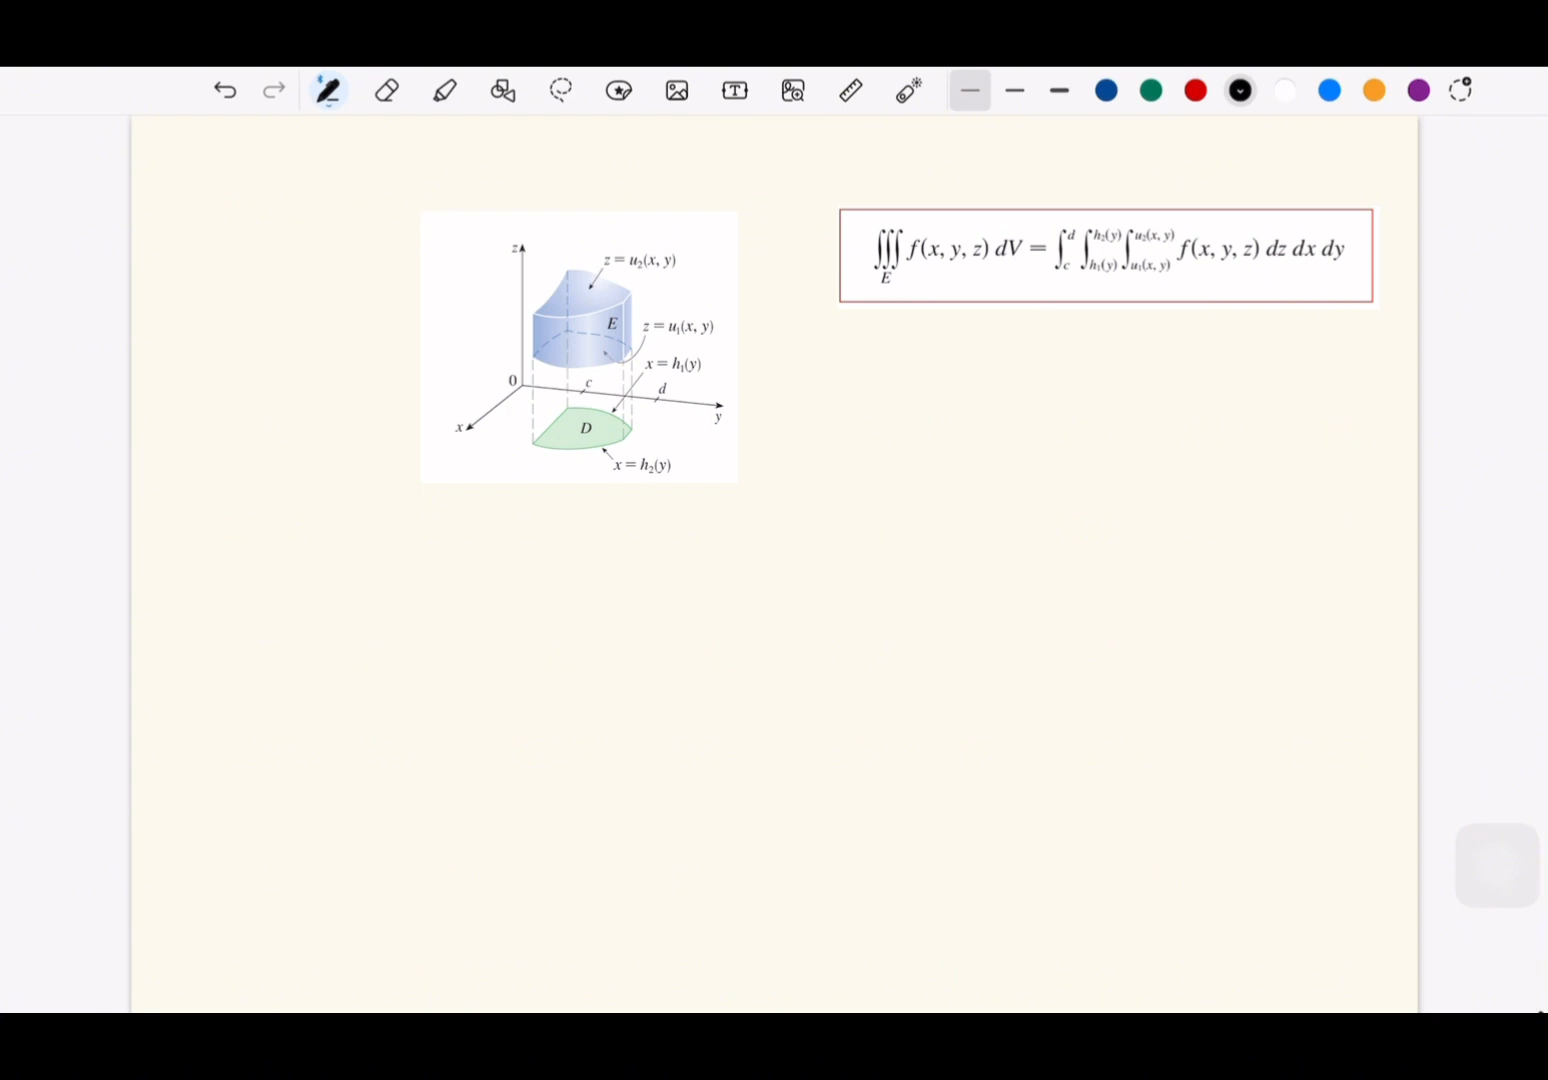 z
z = u₂(x, y)
E
z = u₁(x, y)
x = h₁(y)
0
c
d
x
y
D
x = h₂(y)
∭_E f(x, y, z) dV = ∫_c^d ∫_{h₁(y)}^{h₂(y)} ∫_{u₁(x, y)}^{u₂(x, y)} f(x, y, z) dz dx dy